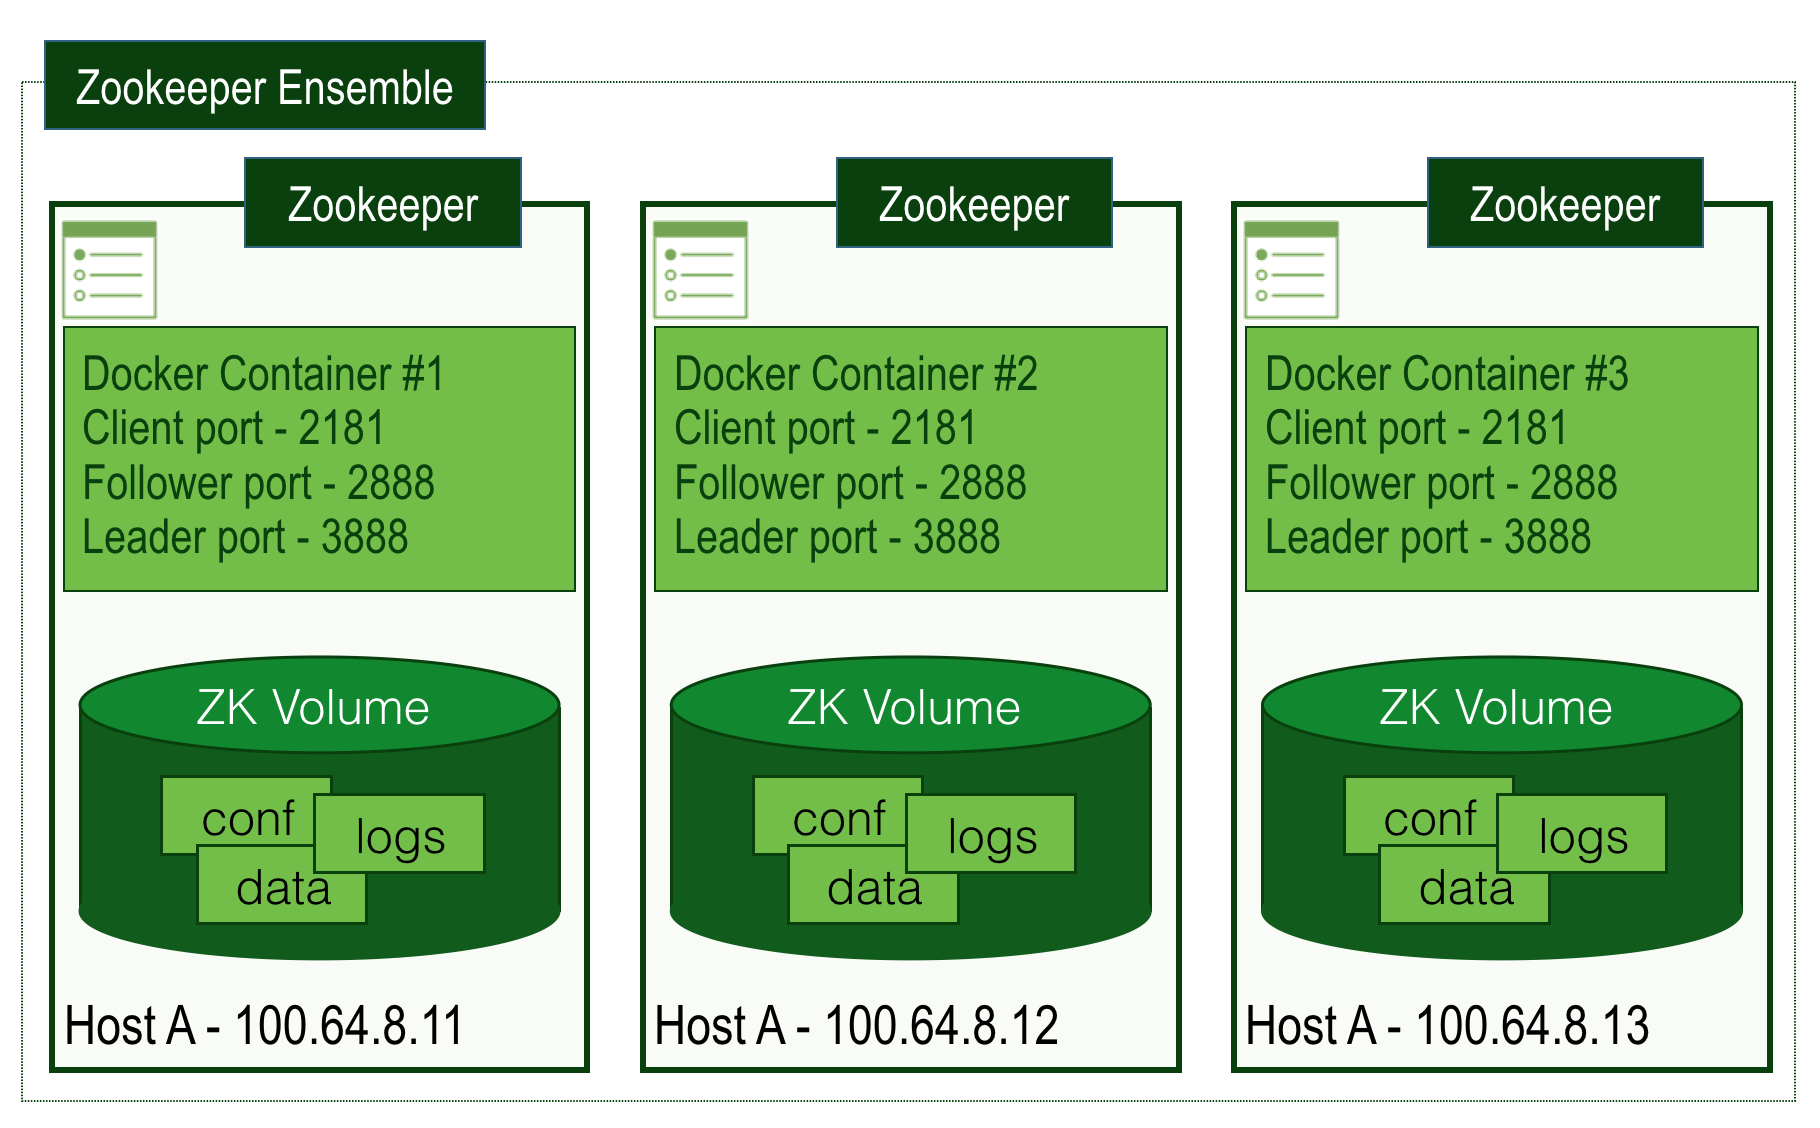 Zookeeper Ensemble
Zookeeper
Docker Container #1
Client port - 2181
Follower port - 2888
Leader port - 3888
ZK Volume
conf
logs
data
Host A - 100.64.8.11
Zookeeper
Docker Container #2
Client port - 2181
Follower port - 2888
Leader port - 3888
ZK Volume
conf
logs
data
Host A - 100.64.8.12
Zookeeper
Docker Container #3
Client port - 2181
Follower port - 2888
Leader port - 3888
ZK Volume
conf
logs
data
Host A - 100.64.8.13